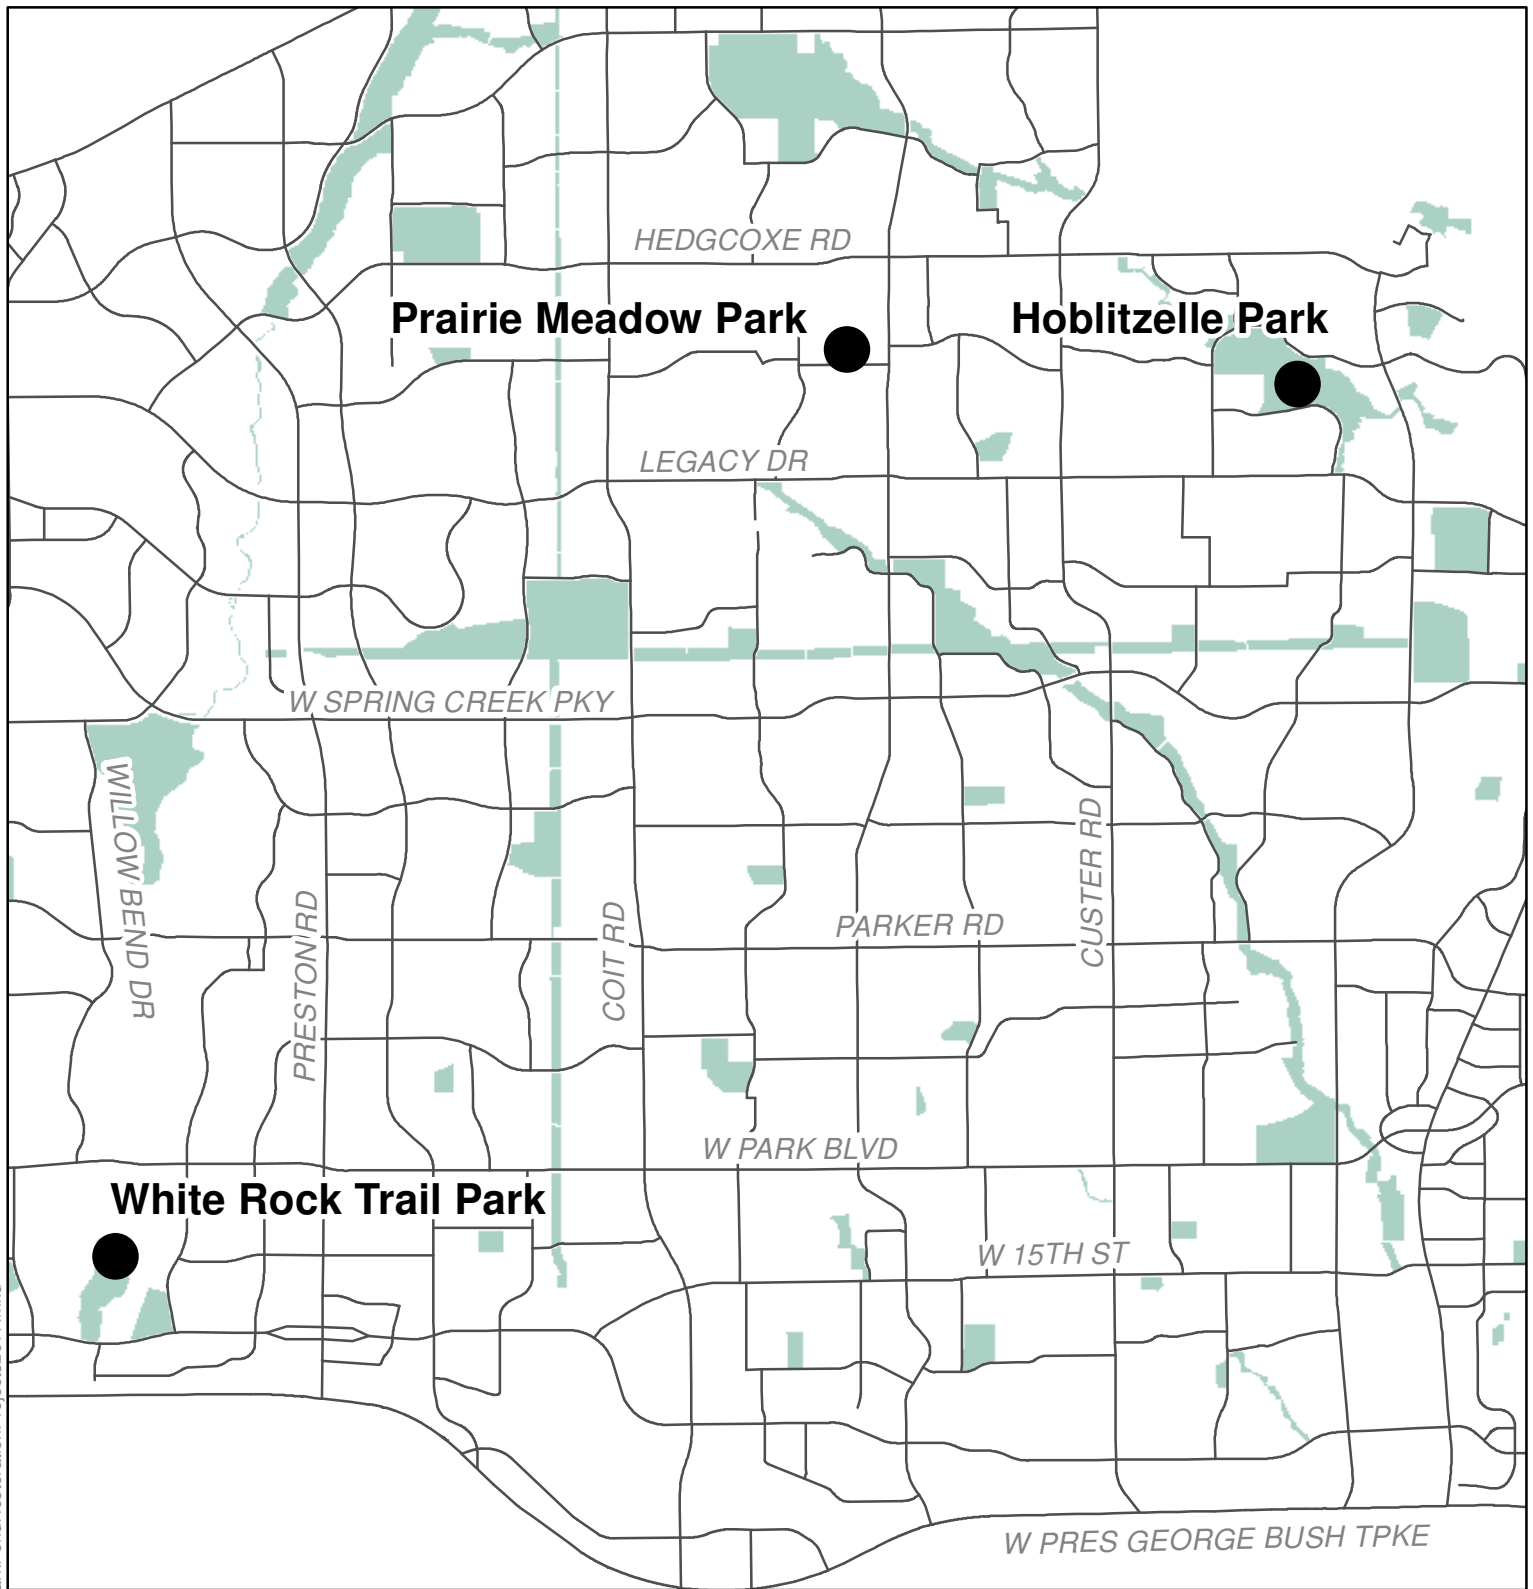 HEDGCOXE RD
Prairie Meadow Park
Hoblitzelle Park
LEGACY DR
W SPRING CREEK PKY
WILLOW BEND DR
PRESTON RD
COIT RD
PARKER RD
CUSTER RD
W PARK BLVD
White Rock Trail Park
W 15TH ST
W PRES GEORGE BUSH TPKE